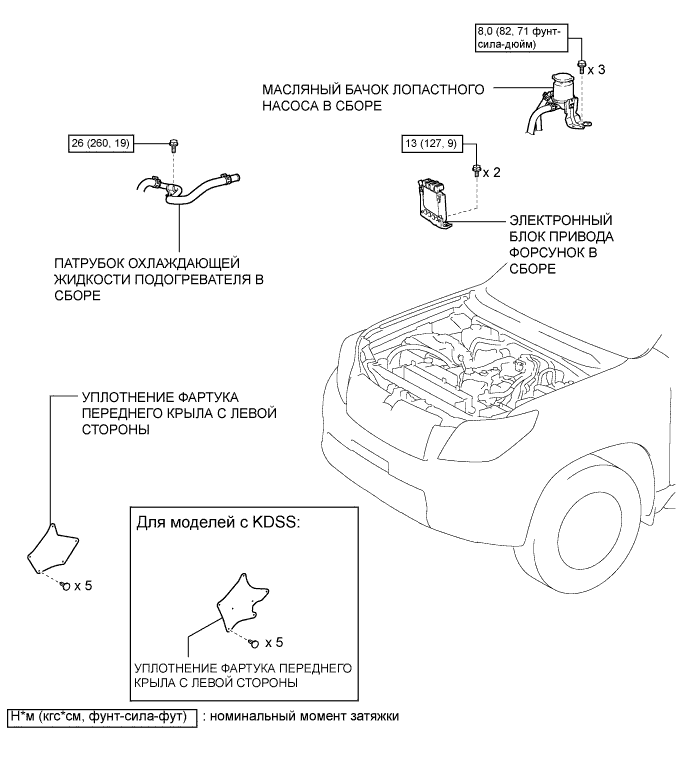 8,0 (82, 71 фунт-
сила-дюйм)
x 3
МАСЛЯНЫЙ БАЧОК ЛОПАСТНОГО
НАСОСА В СБОРЕ
26 (260, 19)
13 (127, 9)
x 2
ЭЛЕКТРОННЫЙ
БЛОК ПРИВОДА
ФОРСУНОК В
СБОРЕ
ПАТРУБОК ОХЛАЖДАЮЩЕЙ
ЖИДКОСТИ ПОДОГРЕВАТЕЛЯ В
СБОРЕ
УПЛОТНЕНИЕ ФАРТУКА
ПЕРЕДНЕГО КРЫЛА С ЛЕВОЙ
СТОРОНЫ
x 5
Для моделей с KDSS:
x 5
УПЛОТНЕНИЕ ФАРТУКА ПЕРЕДНЕГО
КРЫЛА С ЛЕВОЙ СТОРОНЫ
Н*м (кгс*см, фунт-сила-фут) : номинальный момент затяжки